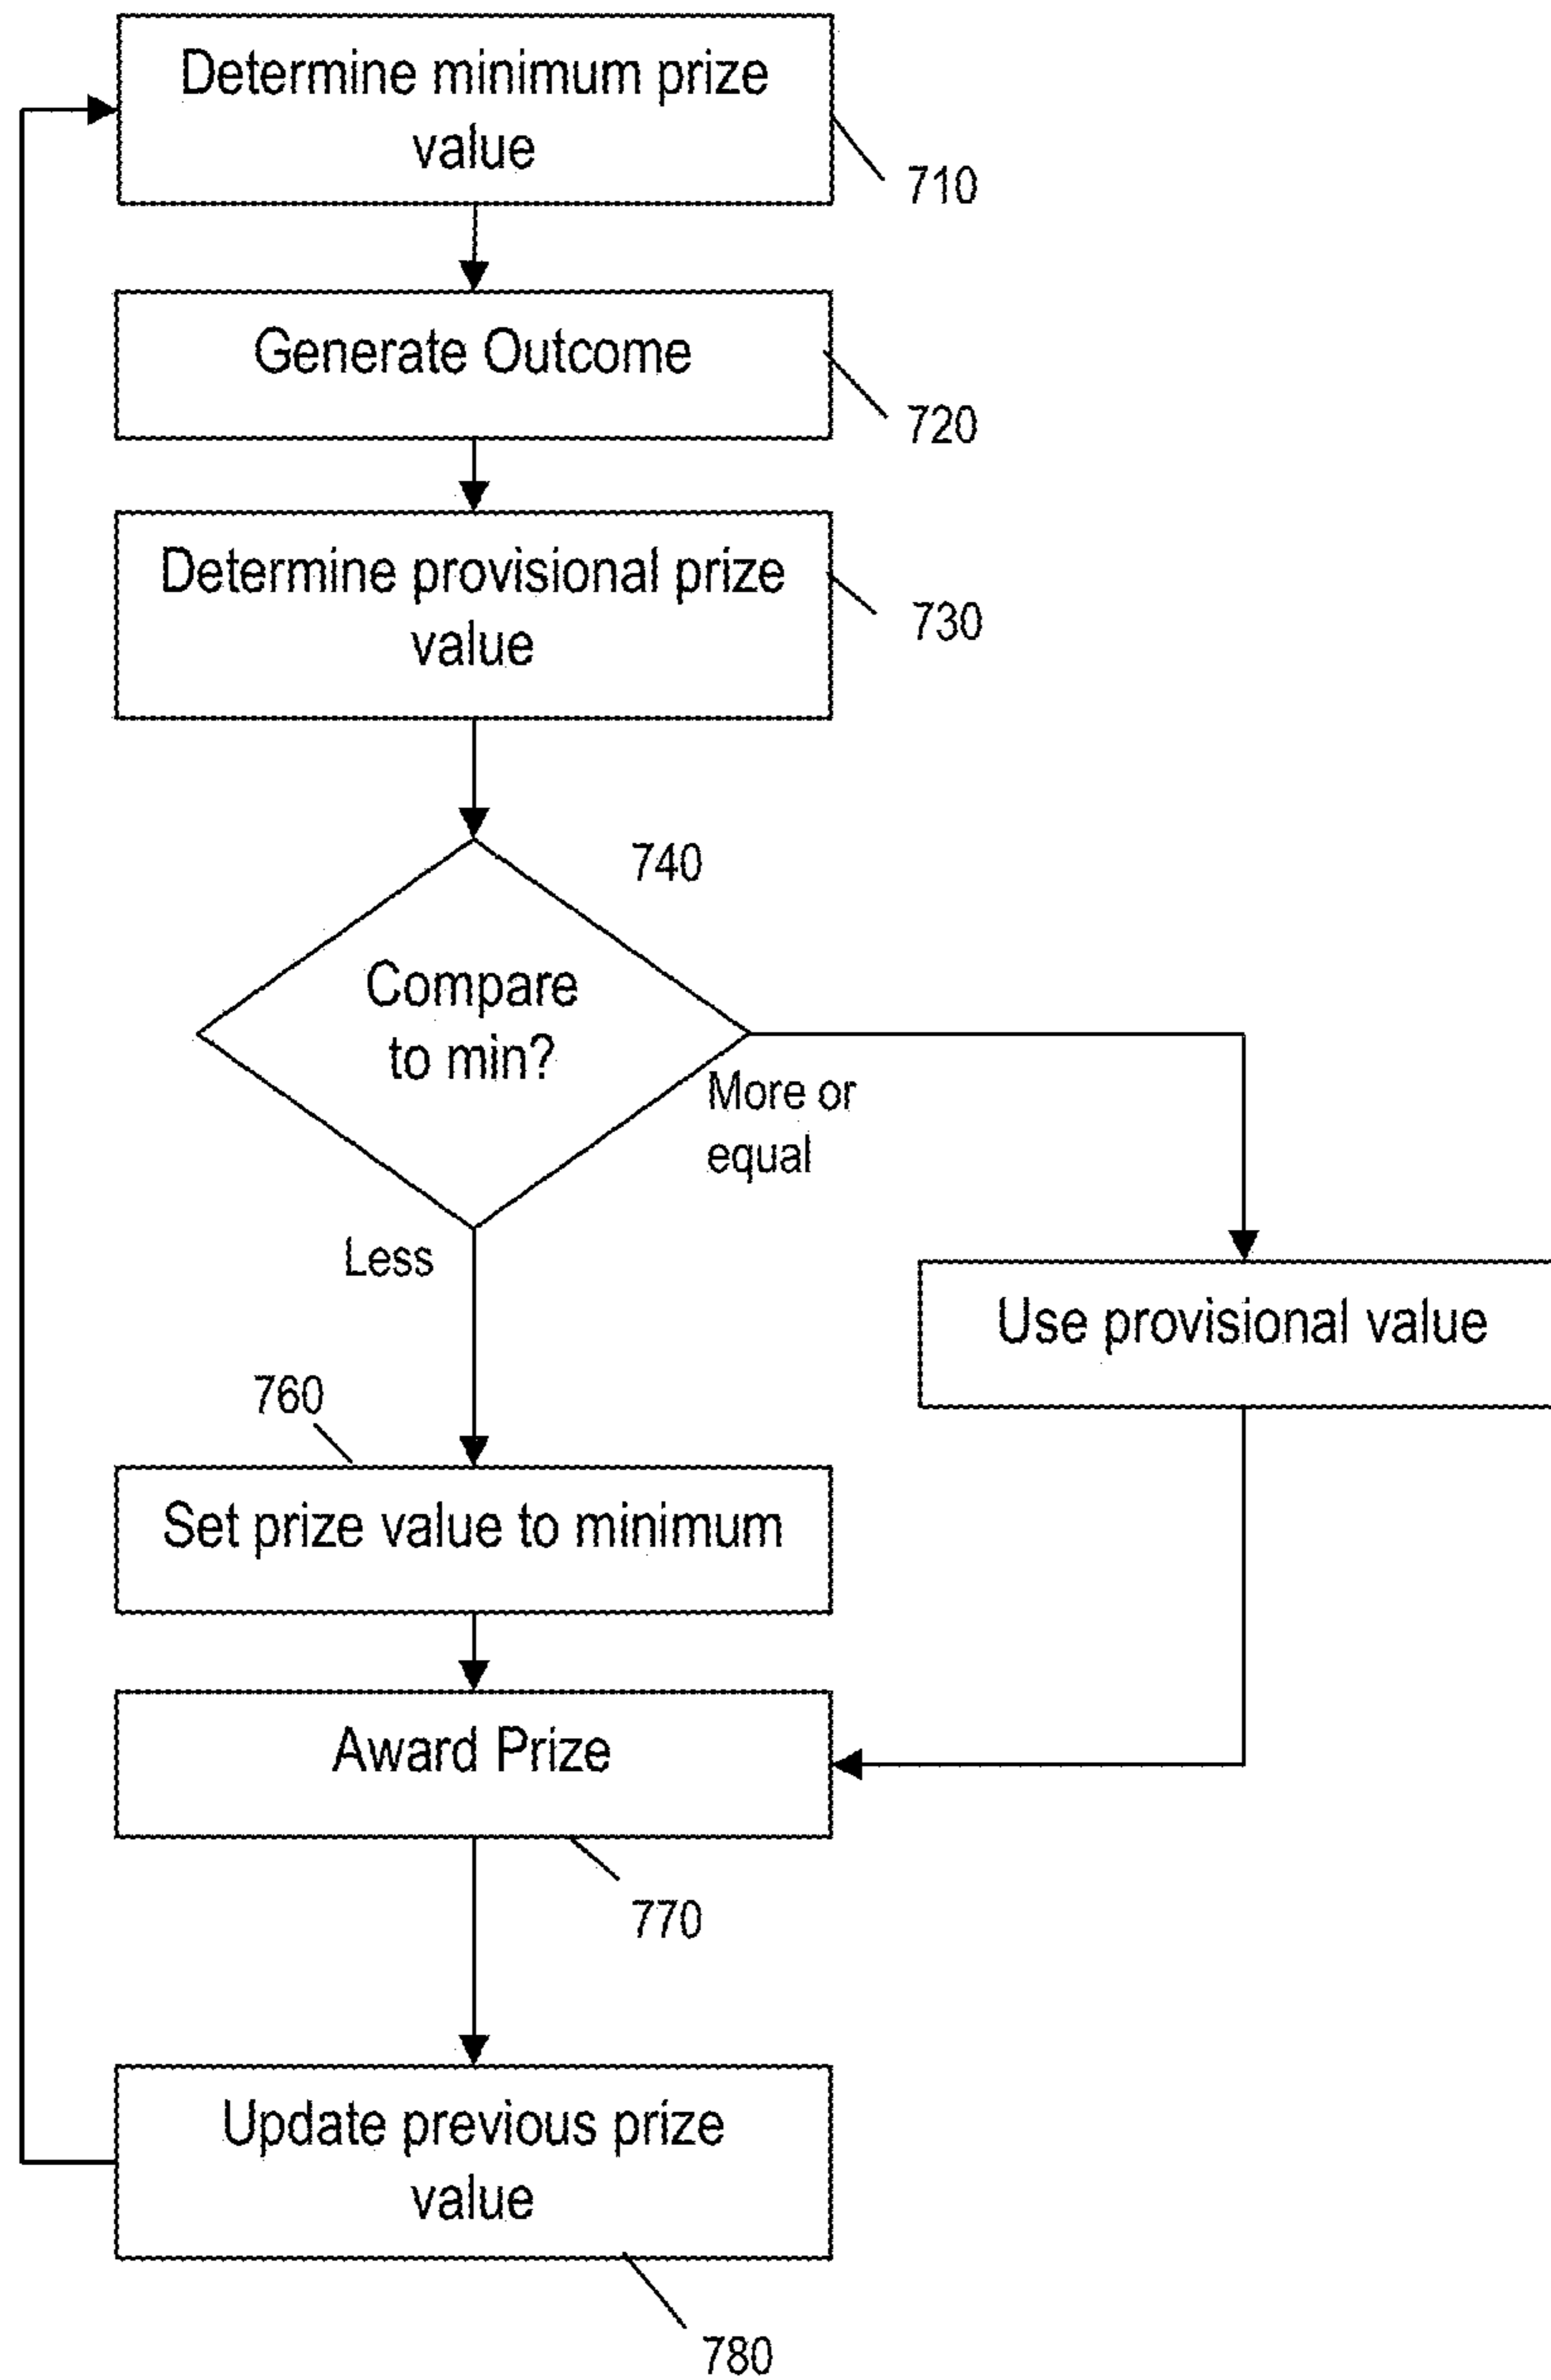 Determine minimum prize
value
710
Generate Outcome
720
Determine provisional prize
value
730
740
Compare
to min?
More or
equal
Less
Use provisional value
760
Set prize value to minimum
Award Prize
770
Update previous prize
value
780